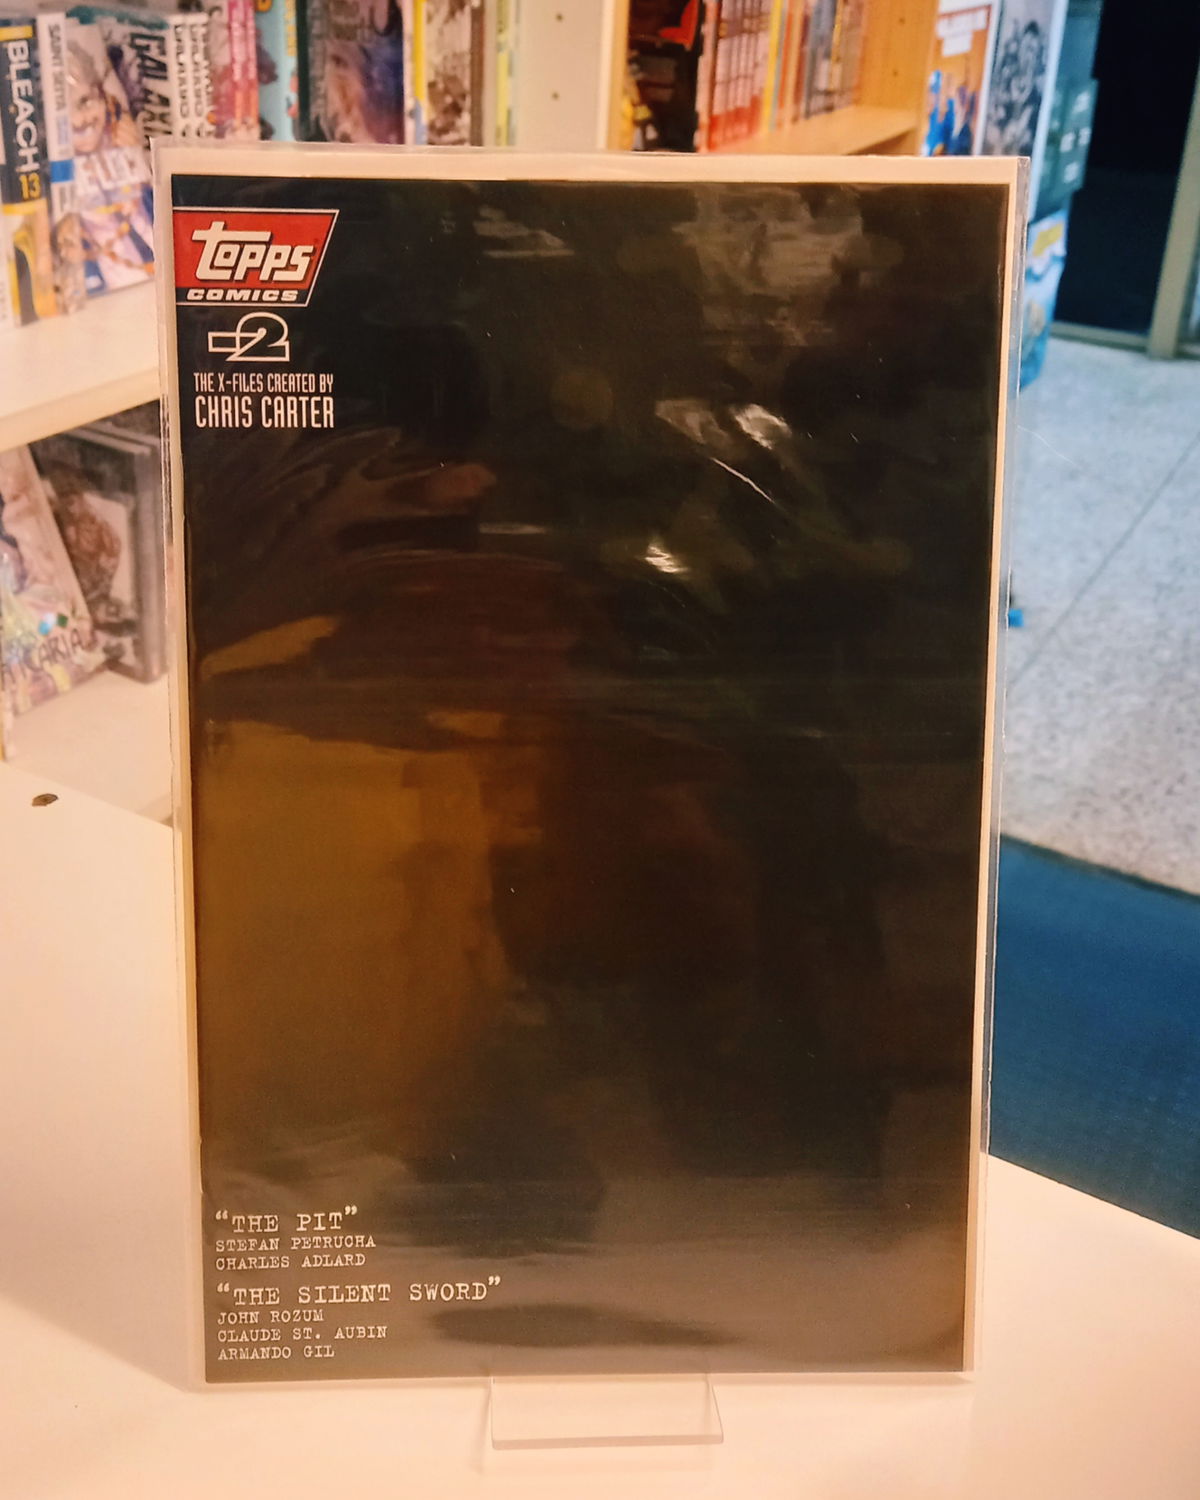 BLEACH
13
topps
COMICS
-2
THE X-FILES CREATED BY
CHRIS CARTER
"THE PIT"
STEFAN PETRUCHA
CHARLES ADLARD
"THE SILENT SWORD"
JOHN ROZUM
CLAUDE ST. AUBIN
ARMANDO GIL